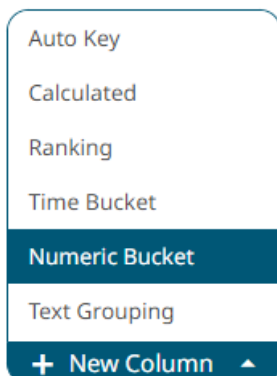 Auto Key
Calculated
Ranking
Time Bucket
Numeric Bucket
Text Grouping
+ New Column